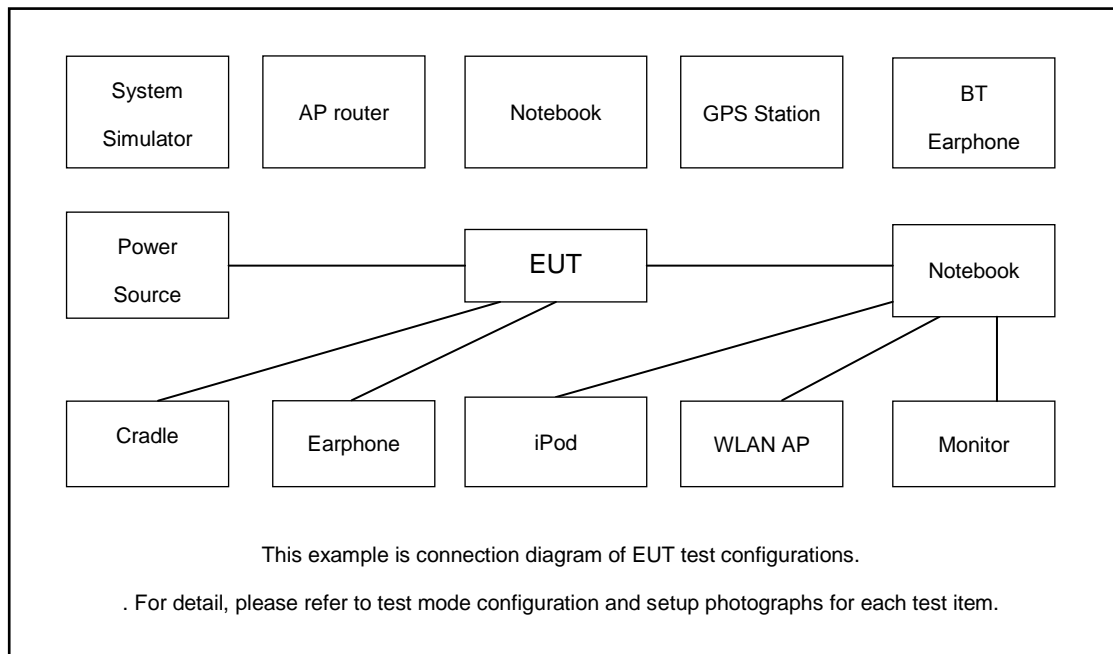 System
Simulator
AP router
Notebook
GPS Station
BT
Earphone
Power
Source
EUT
Notebook
Cradle
Earphone
iPod
WLAN AP
Monitor
This example is connection diagram of EUT test configurations.
. For detail, please refer to test mode configuration and setup photographs for each test item.